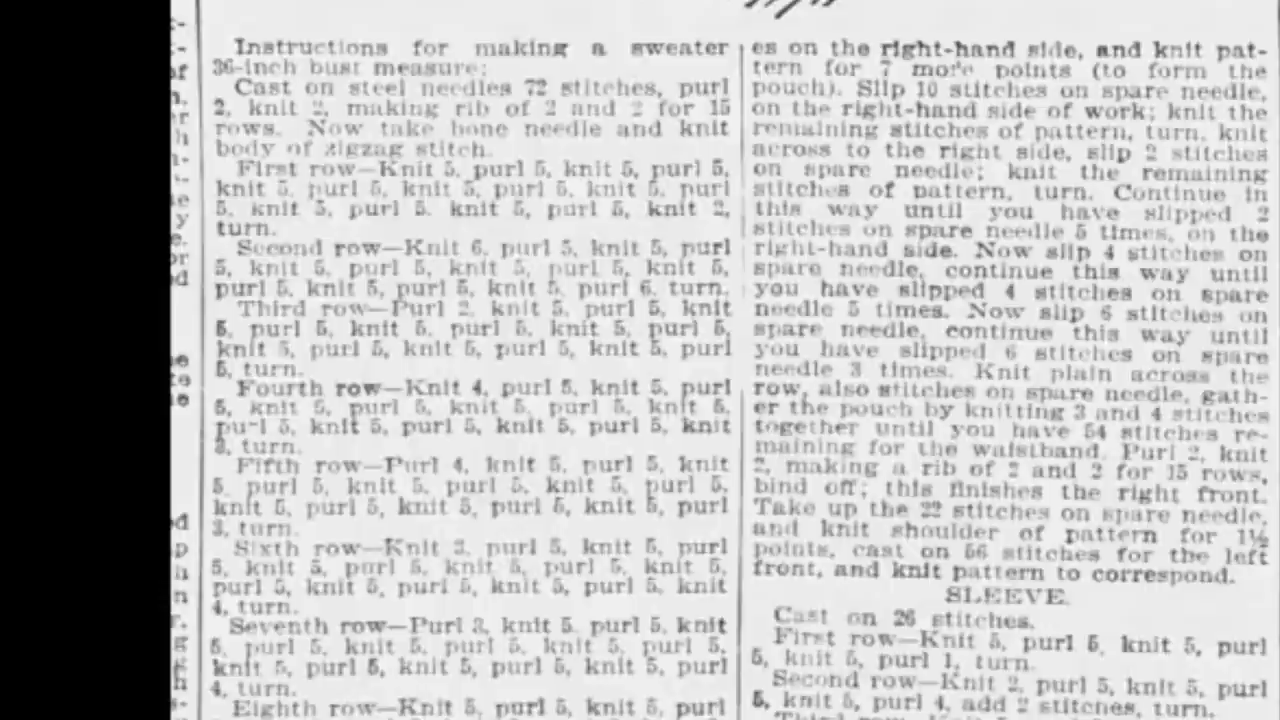 Instructions for making a sweater
36-inch bust measure:
Cast on steel needles 72 stitches, purl
2, knit 2, making rib of 2 and 2 for 15
rows. Now take bone needle and knit
body of zigzag stitch.
First row—Knit 5, purl 5, knit 5, purl 5,
knit 5, purl 5, knit 5, purl 5, knit 5, purl
5, knit 5, purl 5, knit 5, purl 5, knit 2,
turn.
Second row—Knit 6, purl 5, knit 5, purl
5, knit 5, purl 5, knit 5, purl 5, knit 5,
purl 5, knit 5, purl 5, knit 5, purl 6, turn.
Third row—Purl 2, knit 5, purl 5, knit
5, purl 5, knit 5, purl 5, knit 5, purl 5,
knit 5, purl 5, knit 5, purl 5, knit 5, purl
5, turn.
Fourth row—Knit 4, purl 5, knit 5, purl
5, knit 5, purl 5, knit 5, purl 5, knit 5,
purl 5, knit 5, purl 5, knit 5, purl 5, knit
3, turn.
Fifth row—Purl 4, knit 5, purl 5, knit
5, purl 5, knit 5, purl 5, knit 5, purl 5,
knit 5, purl 5, knit 5, purl 5, knit 5, purl
3, turn.
Sixth row—Knit 3, purl 5, knit 5, purl
5, knit 5, purl 5, knit 5, purl 5, knit 5,
purl 5, knit 5, purl 5, knit 5, purl 5, knit
4, turn.
Seventh row—Purl 3, knit 5, purl 5, knit
5, purl 5, knit 5, purl 5, knit 5, purl 5,
knit 5, purl 5, knit 5, purl 5, knit 5, purl
4, turn.
Eighth row—Knit 5, purl 5, knit 5, purl
es on the right-hand side, and knit pat-
tern for 7 more points (to form the
pouch). Slip 10 stitches on spare needle,
on the right-hand side of work; knit the
remaining stitches of pattern, turn, knit
across to the right side, slip 2 stitches
on spare needle; knit the remaining
stitches of pattern, turn. Continue in
this way until you have slipped 2
stitches on spare needle 5 times, on the
right-hand side. Now slip 4 stitches on
spare needle, continue this way until
you have slipped 4 stitches on spare
needle 5 times. Now slip 6 stitches on
spare needle, continue this way until
you have slipped 6 stitches on spare
needle 3 times. Knit plain across the
row, also stitches on spare needle, gath-
er the pouch by knitting 3 and 4 stitches
together until you have 54 stitches re-
maining for the waistband. Purl 2, knit
2, making a rib of 2 and 2 for 15 rows,
bind off; this finishes the right front.
Take up the 22 stitches on spare needle,
and knit shoulder of pattern for 1½
points, cast on 56 stitches for the left
front, and knit pattern to correspond.
SLEEVE.
Cast on 26 stitches.
First row—Knit 5, purl 5, knit 5, purl
5, knit 5, purl 1, turn.
Second row—Knit 2, purl 5, knit 5, purl
5, knit 5, purl 4, add 2 stitches, turn.